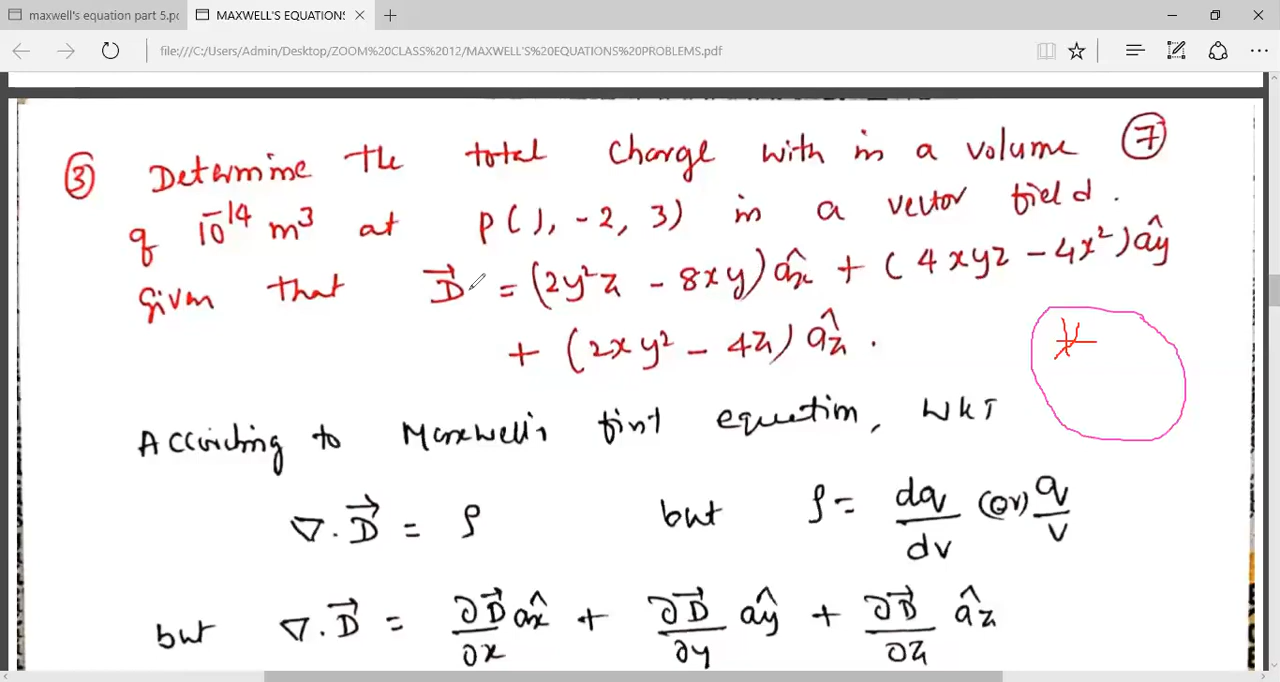 maxwell's equation part 5.pd
MAXWELL'S EQUATIONS
file:///C:/Users/Admin/Desktop/ZOOM%20CLASS%2012/MAXWELL'S%20EQUATIONS%20PROBLEMS.pdf
③ Determine the total charge with in a volume ⑦
of 10^-14 m^3 at P(1, -2, 3) in a vector field.
Given that D⃗ = (2y²z - 8xy) âx + (4xyz - 4x²) ây
+ (2xy² - 4z) âz .
According to Maxwell's first equation, WKT
∇. D⃗ = ρ but ρ = dq/dv (or) q/v
but ∇. D⃗ = ∂D⃗/∂x âx + ∂D⃗/∂y ây + ∂D⃗/∂z âz